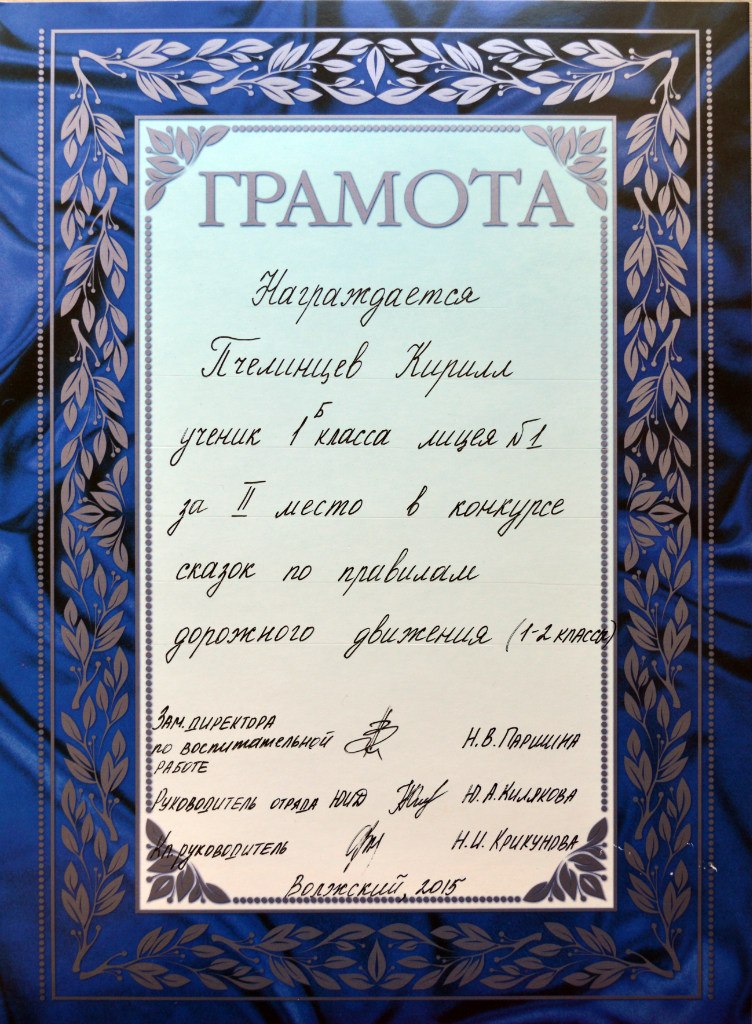 ГРАМОТА
Награждается
Пчелинцев Кирилл
ученик 1Б класса лицея №1
за II место в конкурсе
сказок по правилам
дорожного движения (1-2 классы)
Зам. директора
по воспитательной
работе
Н.В. Паршина
Руководитель отряда ЮИД Ю.А. Килякова
Кл. руководитель Н.И. Крикунова
Волжский, 2015